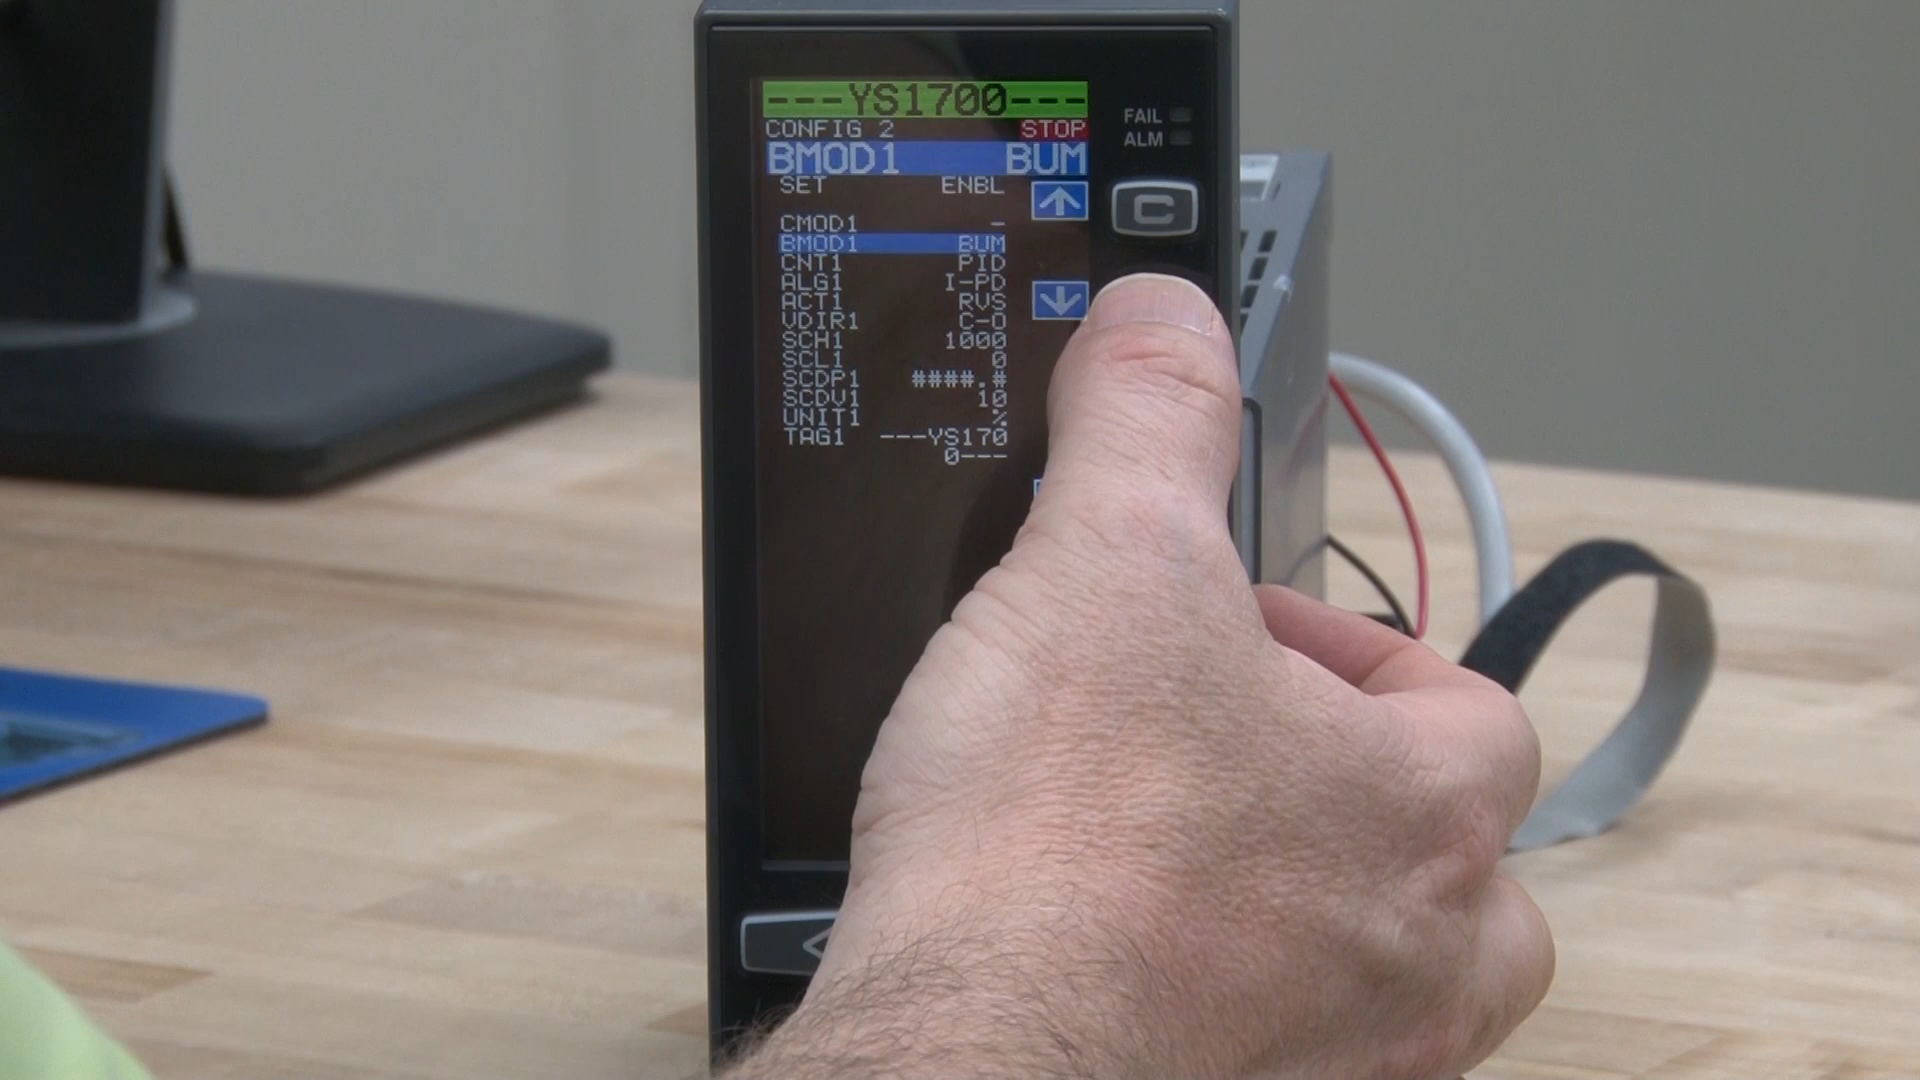 ---YS1700---
CONFIG 2 STOP
BMOD1 BUM
SET ENBL
CMOD1 -
BMOD1 BUM
CNT1 PID
ALG1 I-PD
ACT1 RVS
VDIR1 C-O
SCH1 1000
SCL1 0
SCDP1 ####.#
SCDV1 10
UNIT1 %
TAG1 ---YS170
0---
FAIL
ALM
C